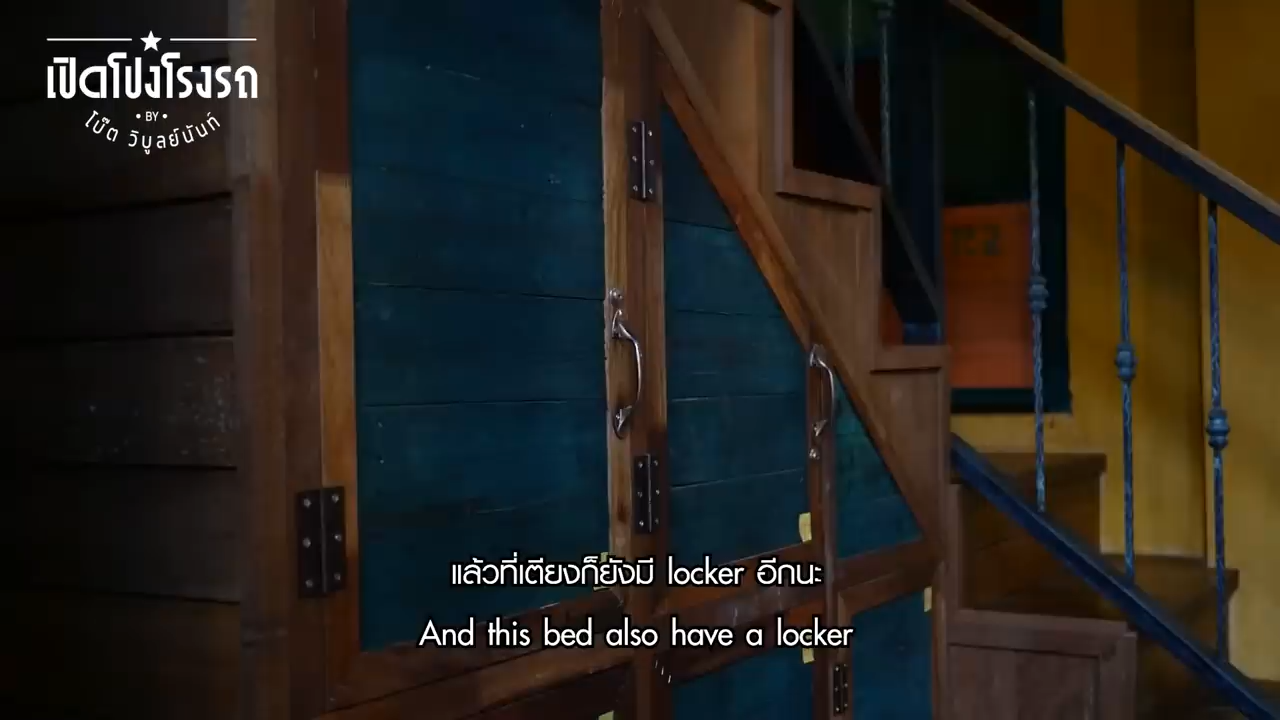 เปิดโปงโรงรถ
• BY •
โบ๊ต วิบูลย์นันท์
แล้วที่เตียงก็ยังมี locker อีกนะ
And this bed also have a locker